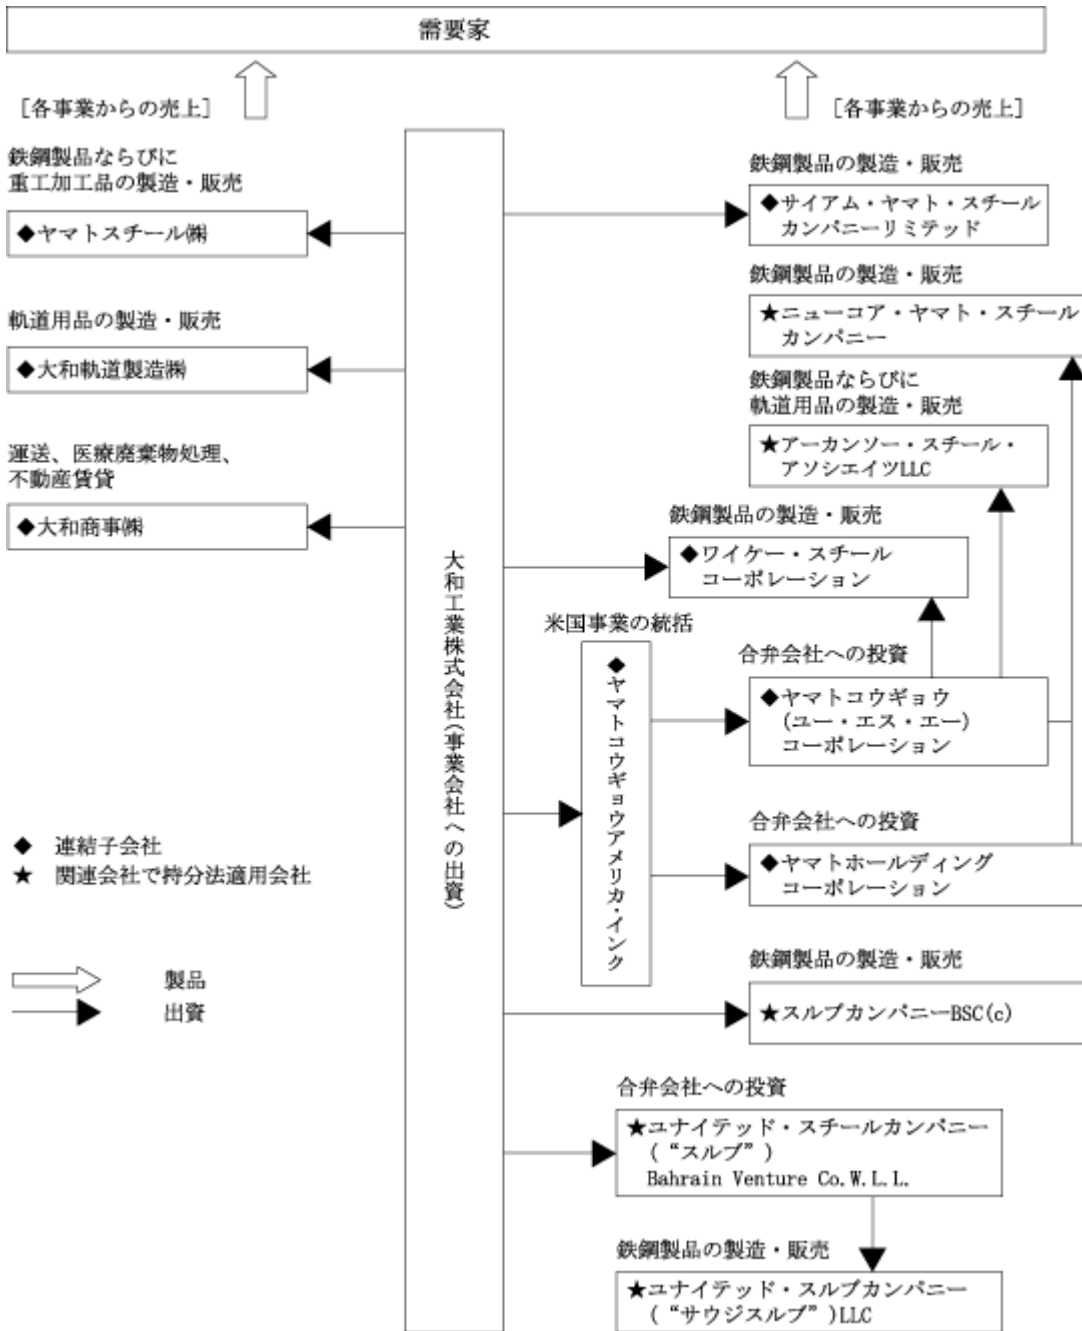 需要家
[各事業からの売上]
[各事業からの売上]
鉄鋼製品ならびに
重工加工品の製造・販売
◆ヤマトスチール㈱
軌道用品の製造・販売
◆大和軌道製造㈱
運送、医療廃棄物処理、
不動産賃貸
◆大和商事㈱
◆ 連結子会社
★ 関連会社で持分法適用会社
製品
出資
大和工業株式会社(事業会社への出資)
鉄鋼製品の製造・販売
◆サイアム・ヤマト・スチール
カンパニーリミテッド
鉄鋼製品の製造・販売
★ニューコア・ヤマト・スチール
カンパニー
鉄鋼製品ならびに
軌道用品の製造・販売
★アーカンソー・スチール・
アソシエイツLLC
鉄鋼製品の製造・販売
◆ワイケー・スチール
コーポレーション
米国事業の統括
◆ヤマトコウギョウアメリカ・インク
合弁会社への投資
◆ヤマトコウギョウ
(ユー・エス・エー)
コーポレーション
合弁会社への投資
◆ヤマトホールディング
コーポレーション
鉄鋼製品の製造・販売
★スルブカンパニーBSC(c)
合弁会社への投資
★ユナイテッド・スチールカンパニー
(“スルブ”)
Bahrain Venture Co.W.L.L.
鉄鋼製品の製造・販売
★ユナイテッド・スルブカンパニー
(“サウジスルブ”)LLC